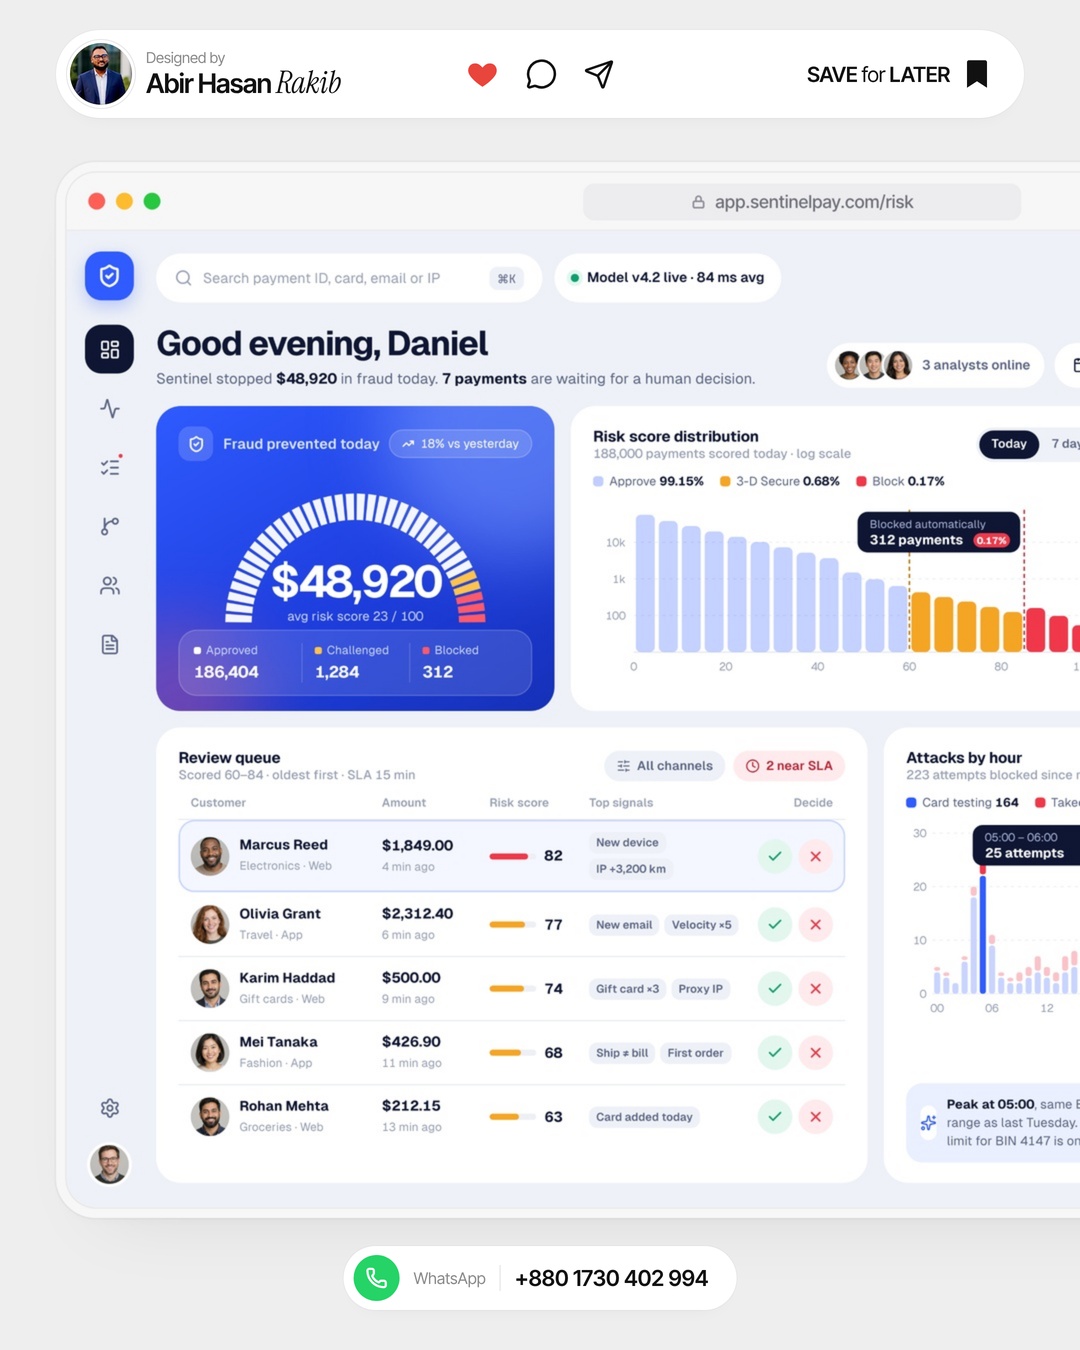 Designed by
Abir Hasan Rakib
SAVE for LATER
app.sentinelpay.com/risk
Search payment ID, card, email or IP
⌘K
Model v4.2 live · 84 ms avg
Good evening, Daniel
Sentinel stopped $48,920 in fraud today. 7 payments are waiting for a human decision.
3 analysts online
Fraud prevented today
18% vs yesterday
$48,920
avg risk score 23 / 100
Approved
186,404
Challenged
1,284
Blocked
312
Risk score distribution
188,000 payments scored today · log scale
Today
7 day
Approve 99.15%
3-D Secure 0.68%
Block 0.17%
Blocked automatically
312 payments 0.17%
10k
1k
100
0 20 40 60 80 1
Review queue
Scored 60–84 · oldest first · SLA 15 min
All channels
2 near SLA
Customer Amount Risk score Top signals Decide
Marcus Reed
Electronics · Web
$1,849.00
4 min ago
82
New device
IP +3,200 km
Olivia Grant
Travel · App
$2,312.40
6 min ago
77
New email
Velocity ×5
Karim Haddad
Gift cards · Web
$500.00
9 min ago
74
Gift card ×3
Proxy IP
Mei Tanaka
Fashion · App
$426.90
11 min ago
68
Ship ≠ bill
First order
Rohan Mehta
Groceries · Web
$212.15
13 min ago
63
Card added today
Attacks by hour
223 attempts blocked since
Card testing 164
Take
05:00 – 06:00
25 attempts
30
20
10
0
00 06 12
Peak at 05:00, same
range as last Tuesday.
limit for BIN 4147 is on
WhatsApp
+880 1730 402 994